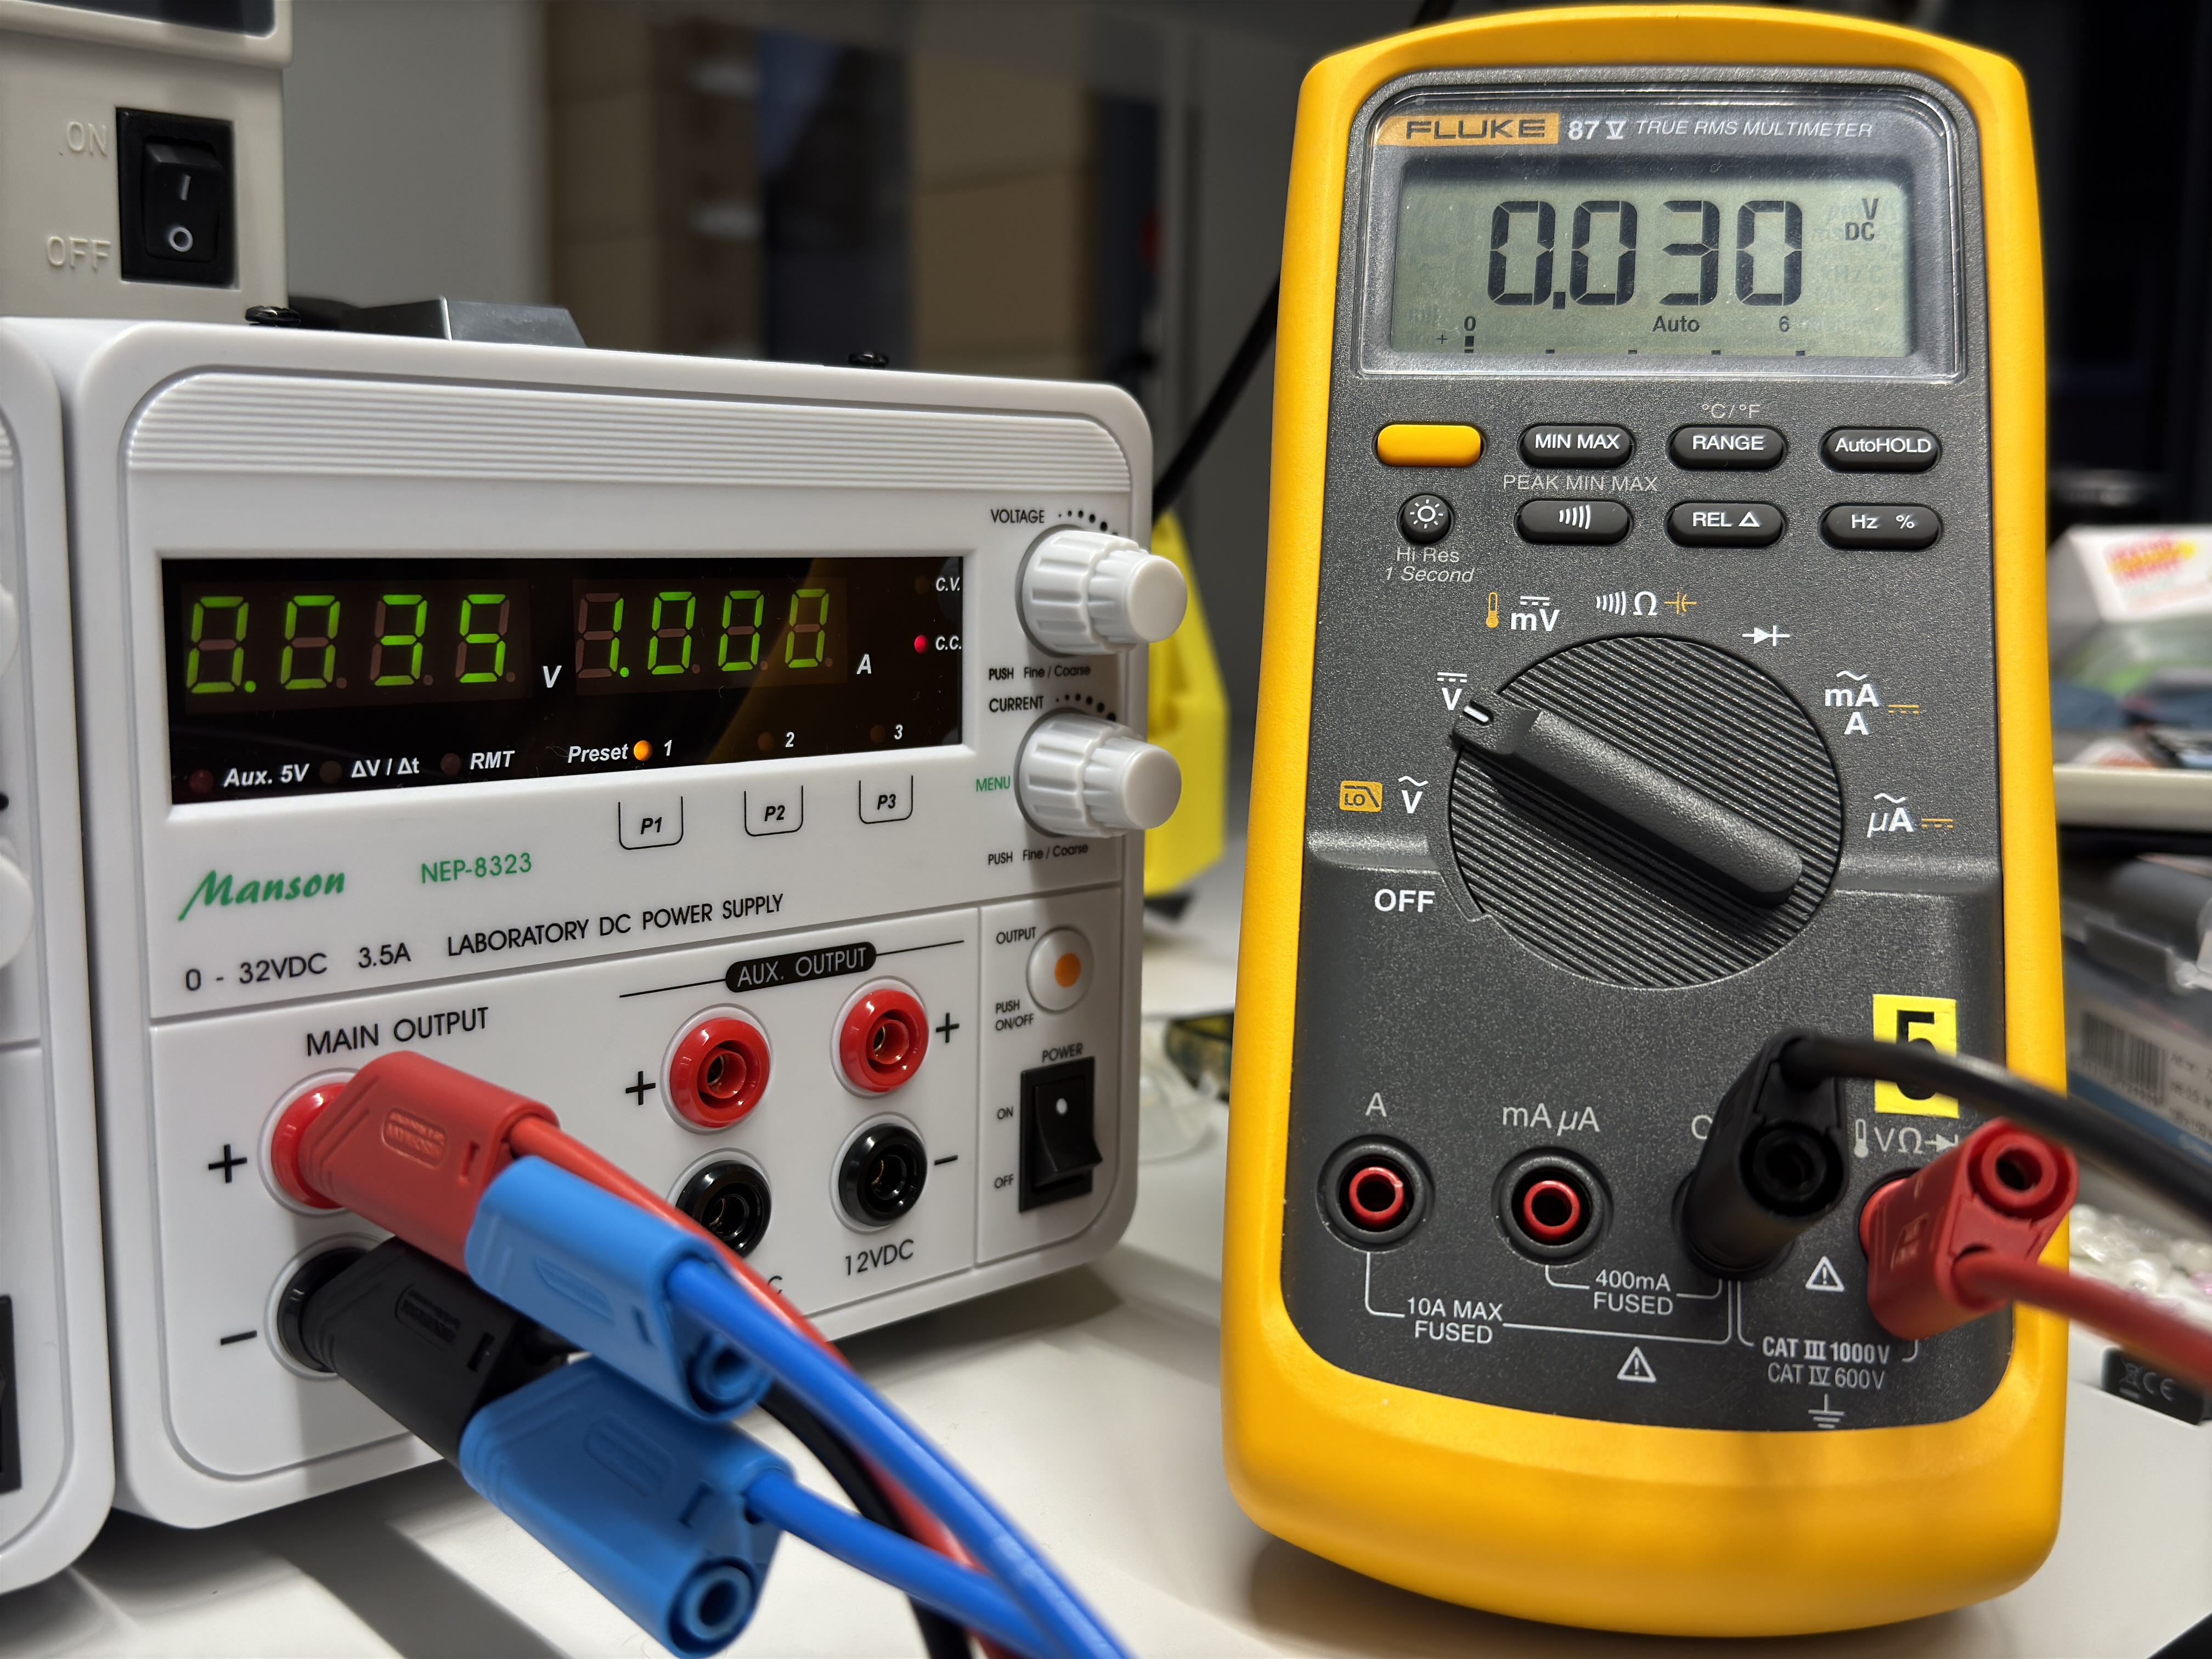 ON
OFF
0.035 V 1.000 A
C.V.
C.C.
Aux. 5V ΔV / Δt RMT Preset 1 2 3
P1 P2 P3
VOLTAGE
PUSH Fine / Coarse
CURRENT
MENU
PUSH Fine / Coarse
Manson NEP-8323
0 - 32VDC 3.5A LABORATORY DC POWER SUPPLY
MAIN OUTPUT
+
−
AUX. OUTPUT
+
+
−
12VDC
OUTPUT
PUSH
ON/OFF
POWER
ON
OFF
FLUKE 87 V TRUE RMS MULTIMETER
0.030 V
DC
0 Auto 6
+
°C/°F
MIN MAX RANGE AutoHOLD
PEAK MIN MAX
REL Δ Hz %
Hi Res
1 Second
mV Ω
V
mA
A
LO V
µA
OFF
5
A mA µA
VΩ
400mA
FUSED
10A MAX
FUSED
CAT III 1000V
CAT IV 600V
CE